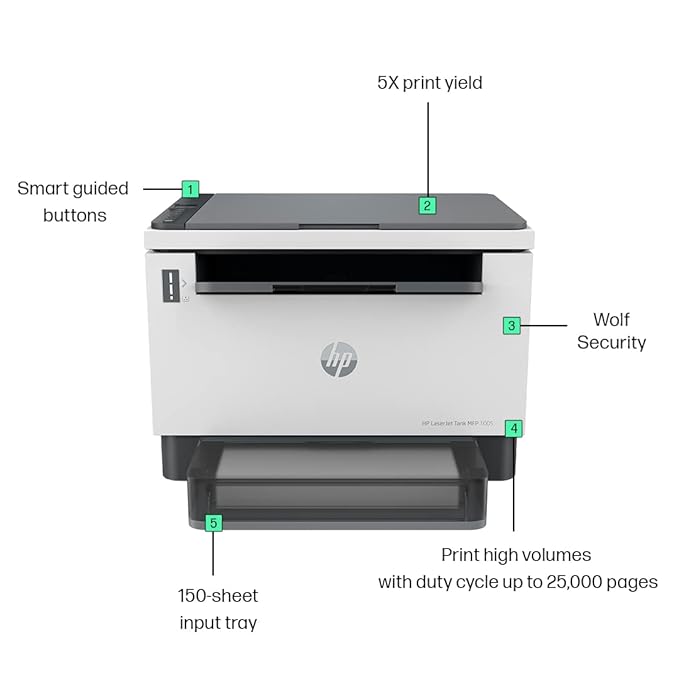 5X print yield
1
Smart guided
buttons
2
3
Wolf
Security
hp
HP LaserJet Tank MFP 1005
4
5
Print high volumes
with duty cycle up to 25,000 pages
150-sheet
input tray